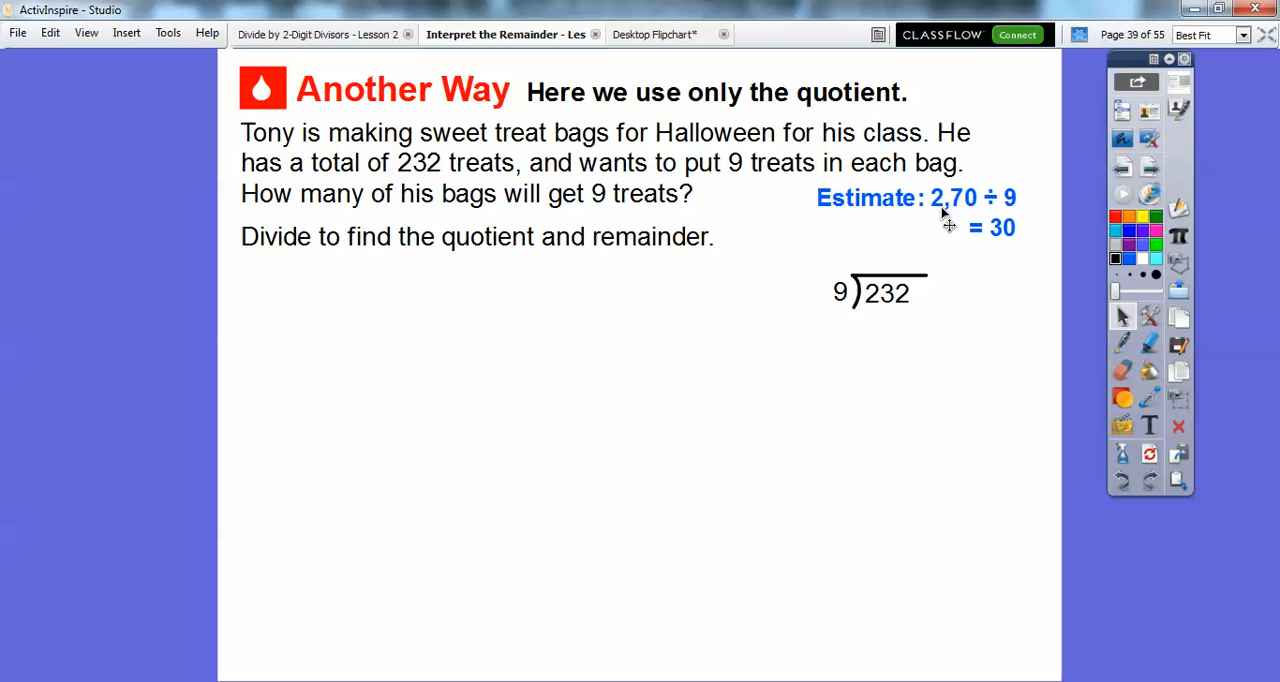 ActivInspire - Studio
File Edit View Insert Tools Help
Divide by 2-Digit Divisors - Lesson 2
Interpret the Remainder - Les
Desktop Flipchart*
CLASSFLOW Connect
Page 39 of 55
Best Fit
Another Way Here we use only the quotient.
Tony is making sweet treat bags for Halloween for his class. He
has a total of 232 treats, and wants to put 9 treats in each bag.
How many of his bags will get 9 treats?
Estimate: 2,70 ÷ 9
= 30
Divide to find the quotient and remainder.
9)232